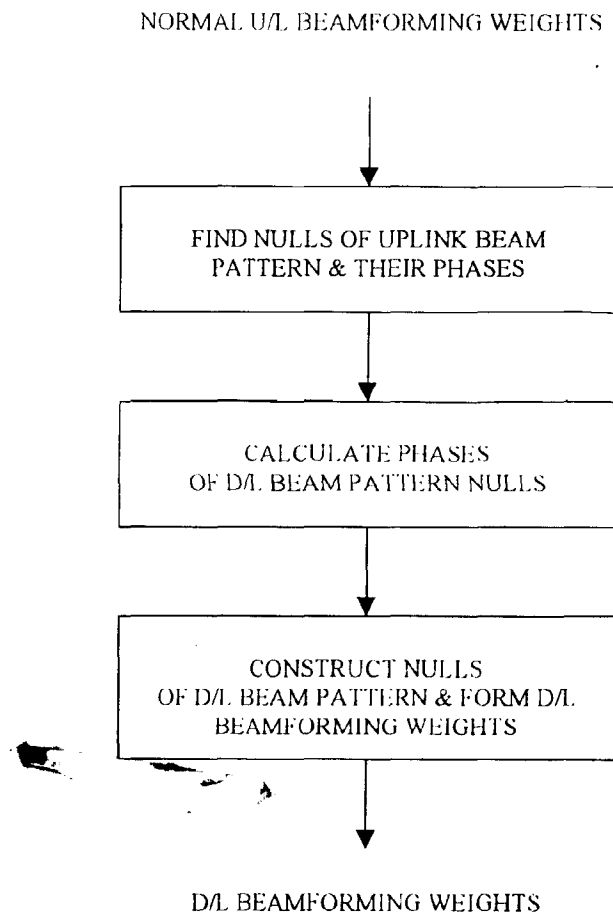 NORMAL U/L BEAMFORMING WEIGHTS
FIND NULLS OF UPLINK BEAM
PATTERN & THEIR PHASES
CALCULATE PHASES
OF D/L BEAM PATTERN NULLS
CONSTRUCT NULLS
OF D/L BEAM PATTERN & FORM D/L
BEAMFORMING WEIGHTS
D/L BEAMFORMING WEIGHTS